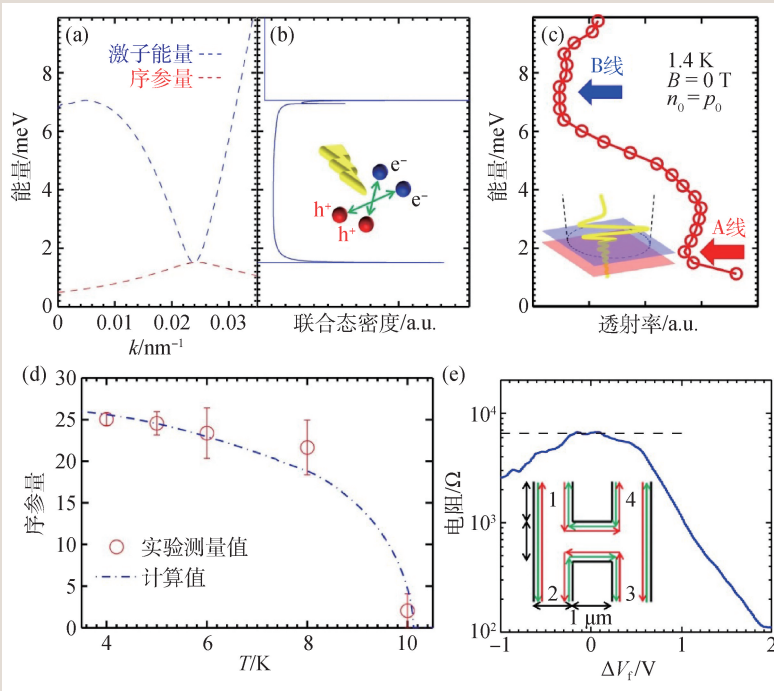 (a)
激子能量
序参量
能量/meV
8
6
4
2
0
0
0.01
0.02
0.03
k/nm⁻¹
(b)
e⁻
e⁻
h⁺
h⁺
联合态密度/a.u.
(c)
1.4 K
B = 0 T
n₀ = p₀
B线
A线
能量/meV
8
6
4
2
0
透射率/a.u.
(d)
序参量
30
25
20
15
10
5
0
实验测量值
计算值
4
6
8
10
T/K
(e)
电阻/Ω
10⁴
10³
10²
1
4
2
3
1 μm
−1
0
1
2
ΔVf/V